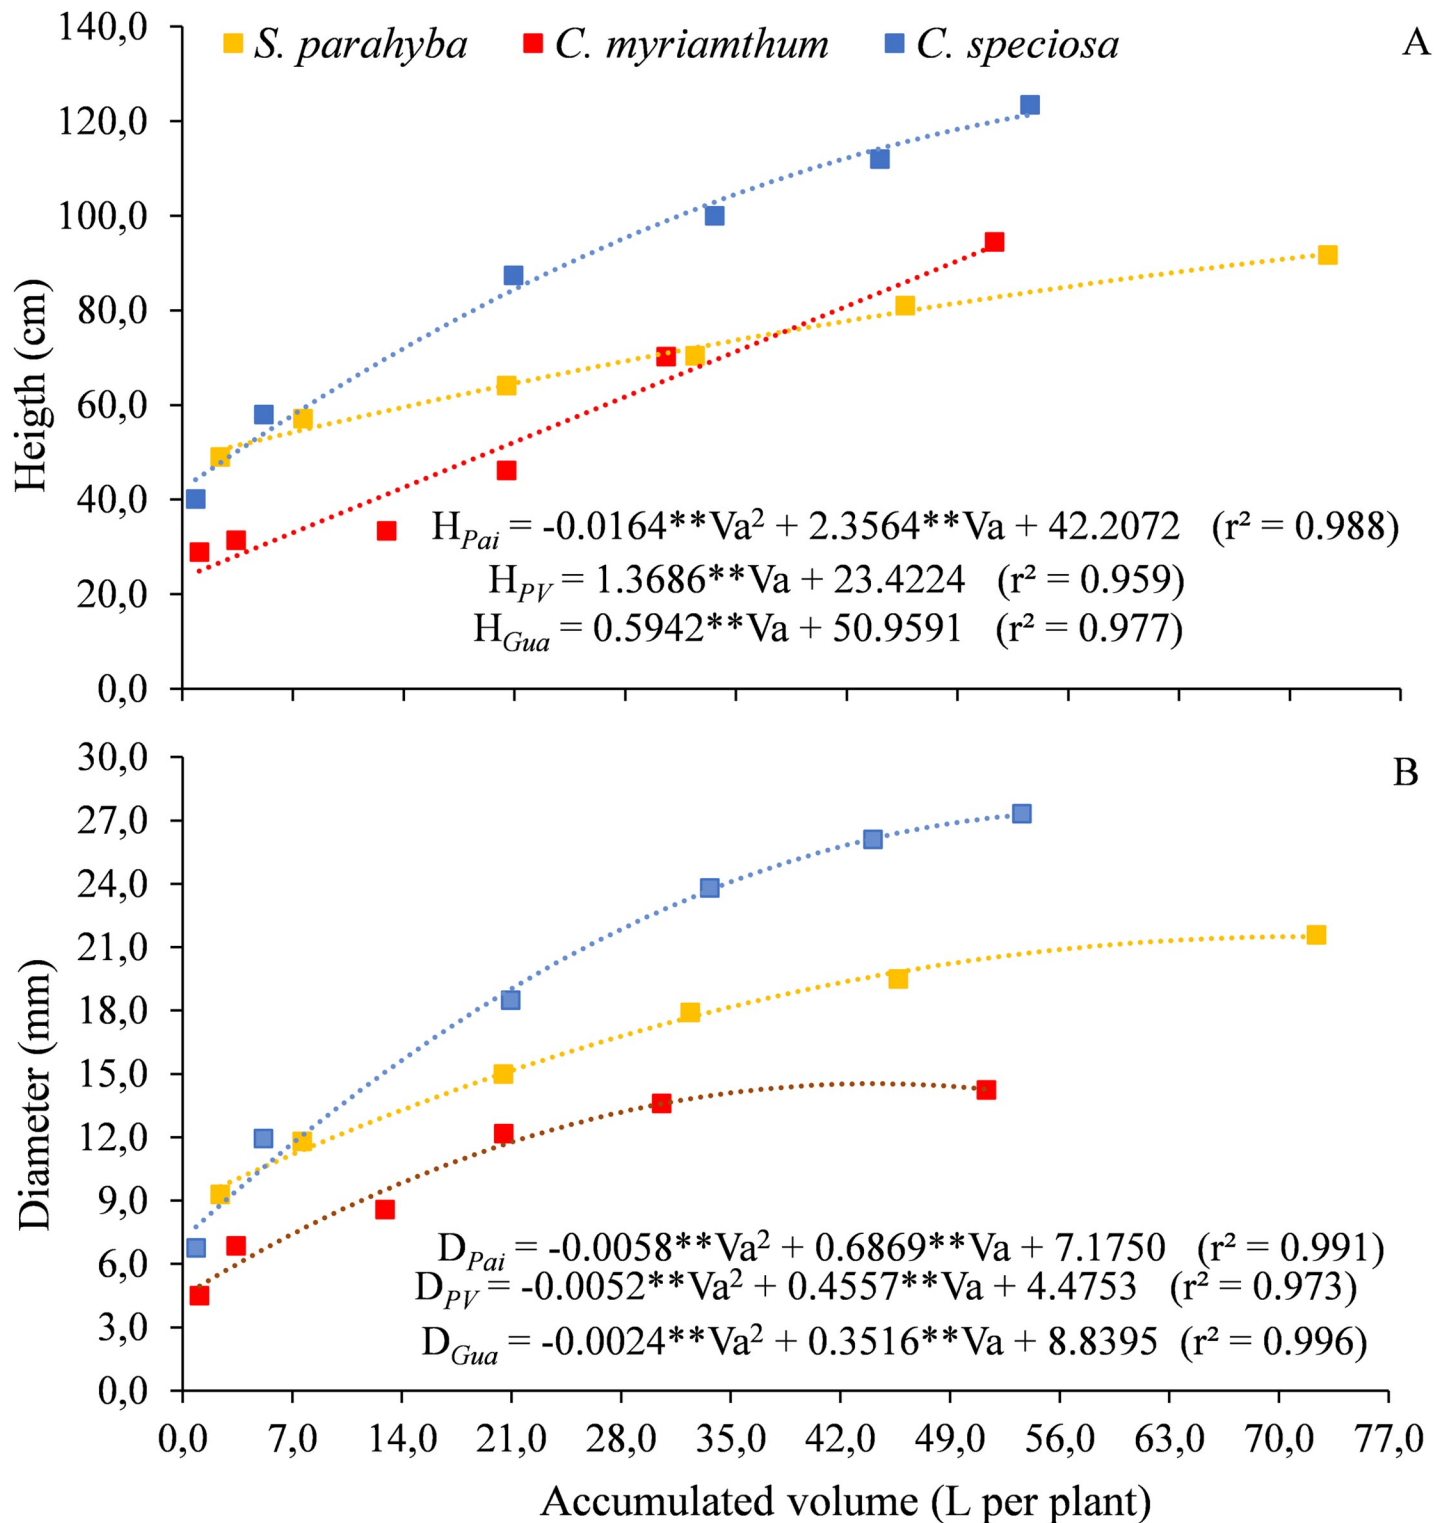 140,0 S. parahyba C. myriamthum C. speciosa A
120,0
100,0
80,0
60,0
40,0
20,0
0,0
Heigth (cm)
H_Pai = -0.0164**Va² + 2.3564**Va + 42.2072 (r² = 0.988)
H_PV = 1.3686**Va + 23.4224 (r² = 0.959)
H_Gua = 0.5942**Va + 50.9591 (r² = 0.977)
B
30,0
27,0
24,0
21,0
18,0
15,0
12,0
9,0
6,0
3,0
0,0
Diameter (mm)
D_Pai = -0.0058**Va² + 0.6869**Va + 7.1750 (r² = 0.991)
D_PV = -0.0052**Va² + 0.4557**Va + 4.4753 (r² = 0.973)
D_Gua = -0.0024**Va² + 0.3516**Va + 8.8395 (r² = 0.996)
0,0 7,0 14,0 21,0 28,0 35,0 42,0 49,0 56,0 63,0 70,0 77,0
Accumulated volume (L per plant)